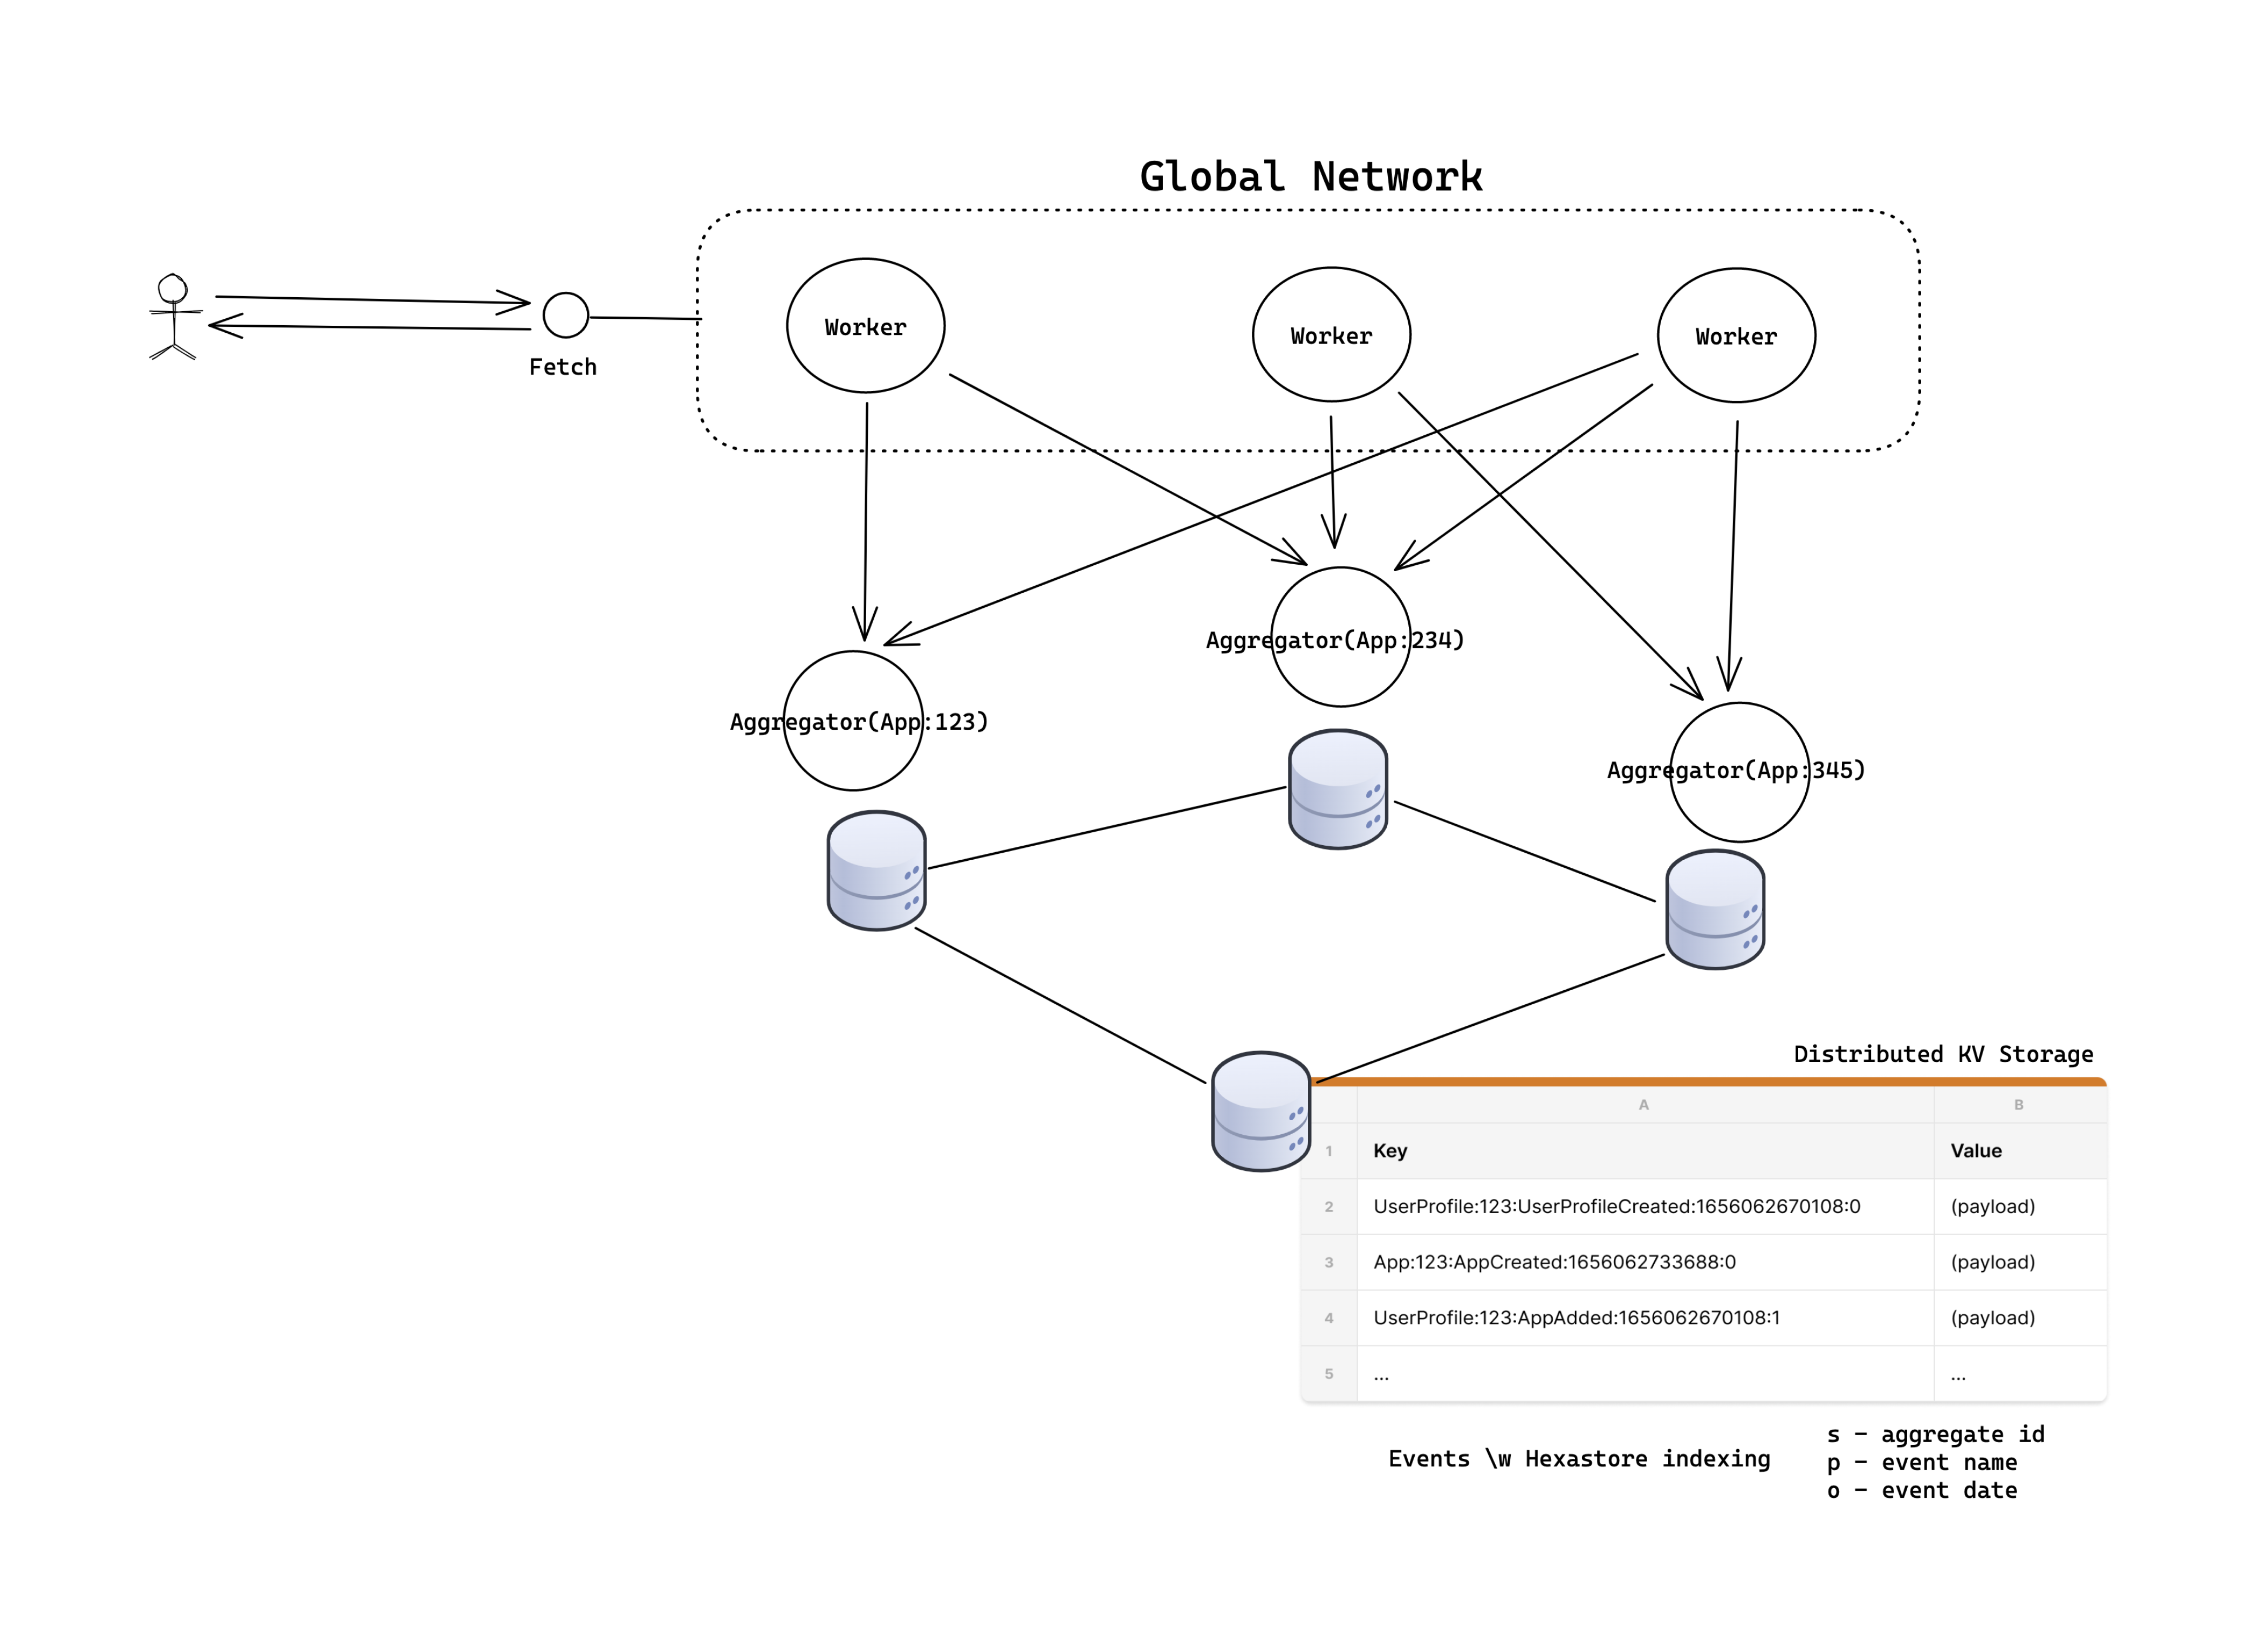 Global Network
Worker
Worker
Worker
Fetch
Aggregator(App:234)
Aggregator(App:123)
Aggregator(App:345)
Distributed KV Storage
A B
1 Key Value
2 UserProfile:123:UserProfileCreated:1656062670108:0 (payload)
3 App:123:AppCreated:1656062733688:0 (payload)
4 UserProfile:123:AppAdded:1656062670108:1 (payload)
5 ... ...
Events \w Hexastore indexing
s - aggregate id
p - event name
o - event date